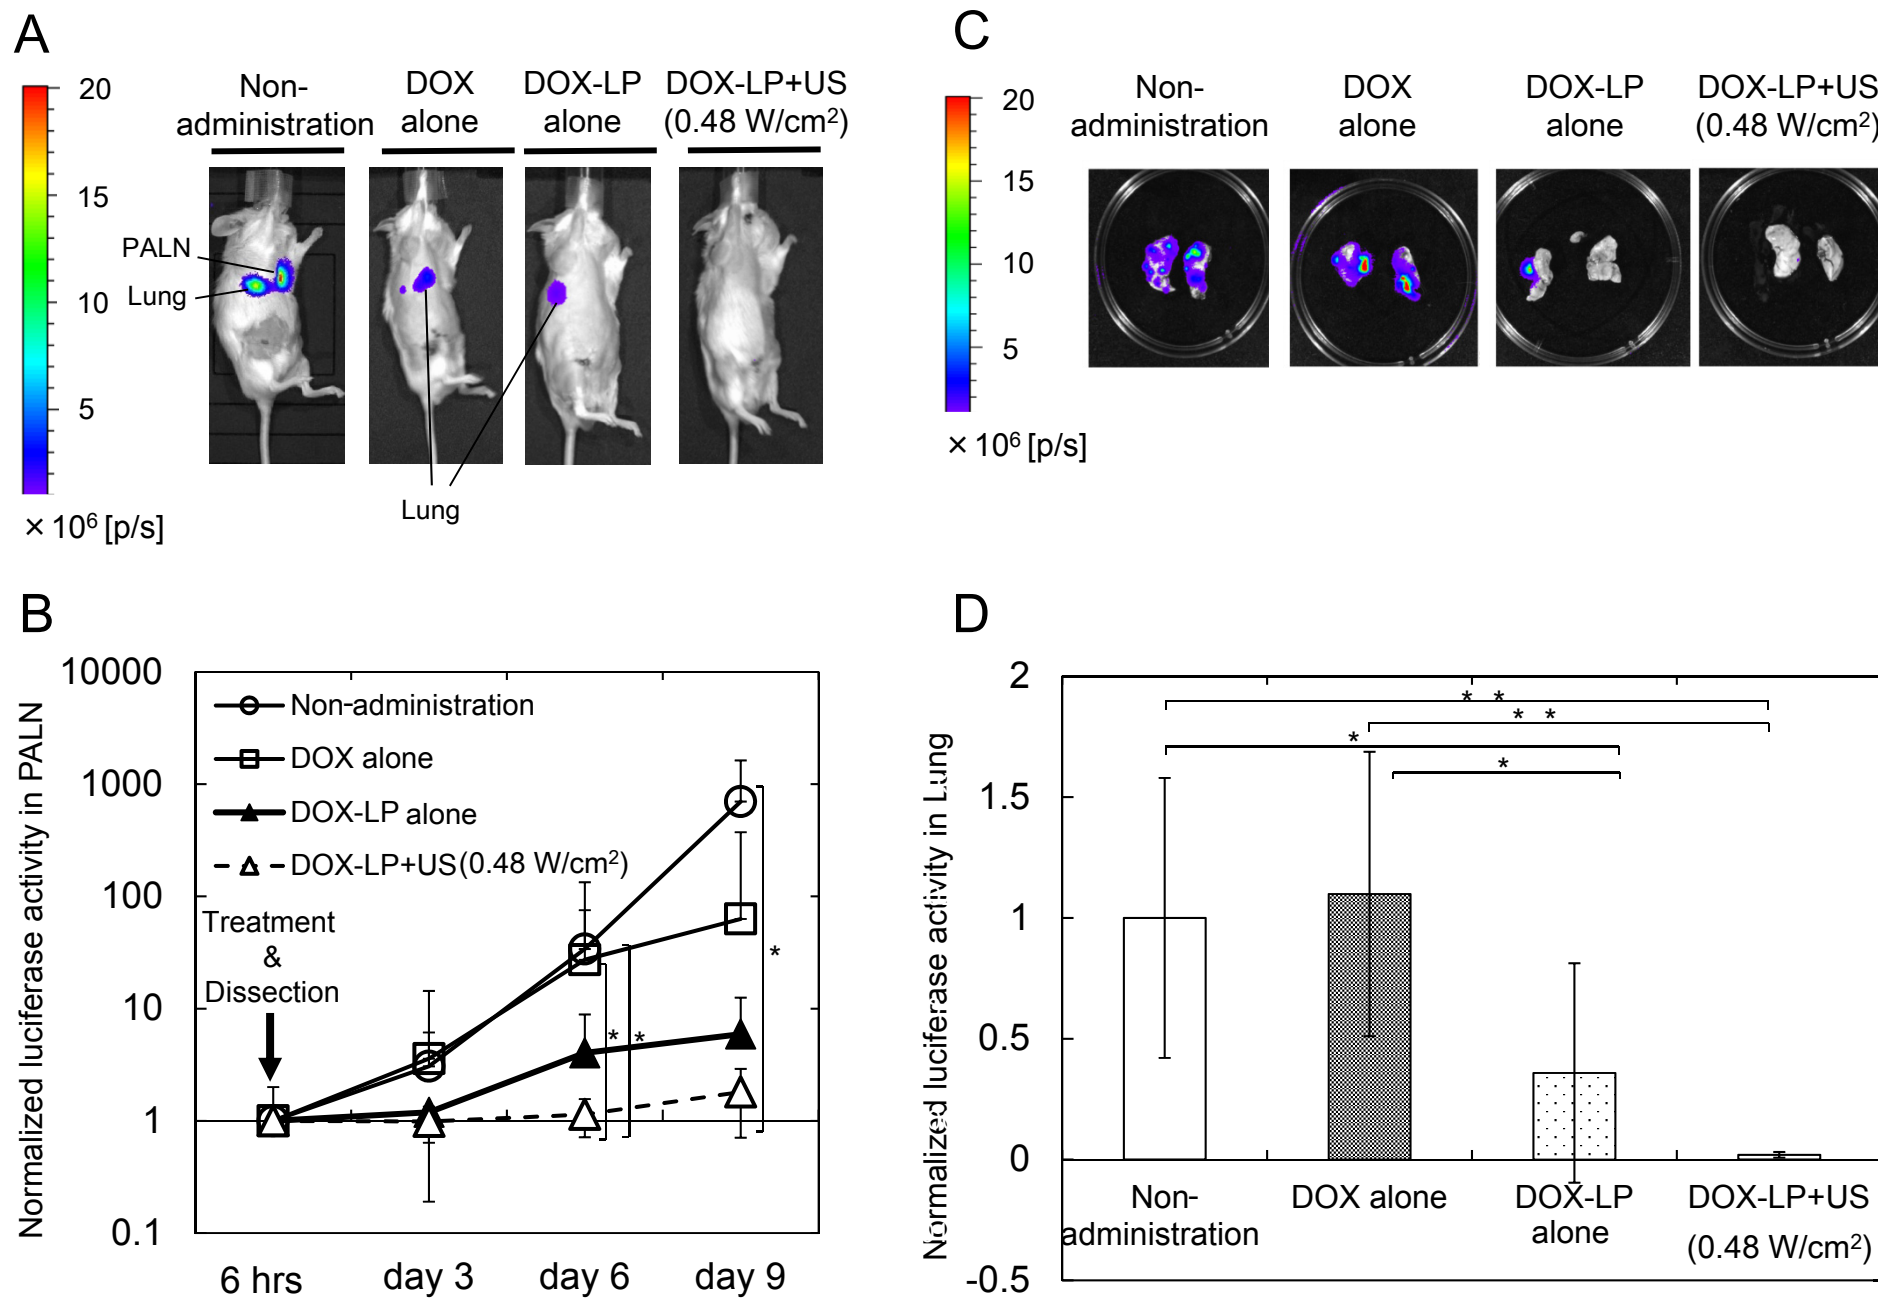 A
Non-
administration
DOX
alone
DOX-LP
alone
DOX-LP+US
(0.48 W/cm²)
20
15
10
5
×10⁶ [p/s]
PALN
Lung
Lung
C
Non-
administration
DOX
alone
DOX-LP
alone
DOX-LP+US
(0.48 W/cm²)
20
15
10
5
×10⁶ [p/s]
B
Normalized luciferase activity in PALN
10000
1000
100
10
1
0.1
Non-administration
DOX alone
DOX-LP alone
DOX-LP+US(0.48 W/cm²)
Treatment
&
Dissection
*
*
*
6 hrs
day 3
day 6
day 9
D
Normalized luciferase activity in Lung
2
1.5
1
0.5
0
-0.5
* *
* *
*
*
Non-
administration
DOX alone
DOX-LP
alone
DOX-LP+US
(0.48 W/cm²)